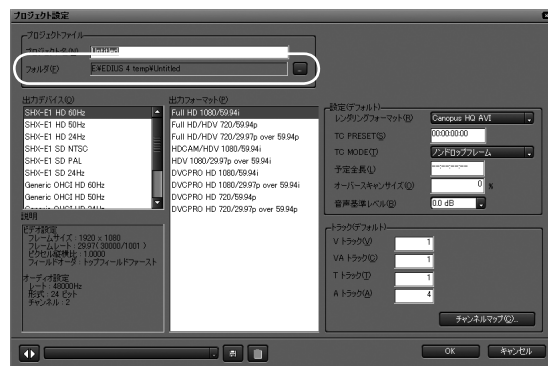 プロジェクト設定
プロジェクトファイル
プロジェクト名(N) Untitled
フォルダ(F) E:¥EDIUS 4 temp¥Untitled ...
出力デバイス(O)
SHX-E1 HD 60Hz
SHX-E1 HD 50Hz
SHX-E1 HD 24Hz
SHX-E1 SD NTSC
SHX-E1 SD PAL
SHX-E1 SD 24Hz
Generic OHCI HD 60Hz
Generic OHCI HD 50Hz
Generic OHCI HD 24Hz
出力フォーマット(F)
Full HD 1080/59.94i
Full HD/HDV 720/59.94p
Full HD/HDV 720/29.97p over 59.94p
HDCAM/HDV 1080/59.94i
HDV 1080/29.97p over 59.94i
DVCPRO HD 1080/59.94i
DVCPRO HD 1080/29.97p over 59.94i
DVCPRO HD 720/59.94p
DVCPRO HD 720/29.97p over 59.94p
説明
ビデオ設定
フレームサイズ : 1920 x 1080
フレームレート : 29.97( 30000/1001 )
ピクセル縦横比 : 1.0000
フィールドオーダ : トップフィールドファースト
オーディオ設定
レート : 48000Hz
形式 : 24 ビット
チャンネル : 2
設定(デフォルト)
レンダリングフォーマット(R) Canopus HQ AVI
TC PRESET(S) 00:00:00:00
TC MODE(T) ノンドロップフレーム
予定全長(L) --:--:--:--
オーバースキャンサイズ(O) 0 %
音声基準レベル(B) 0.0 dB
トラック(デフォルト)
V トラック(V) 1
VA トラック(C) 1
T トラック(T) 1
A トラック(A) 4
チャンネルマップ(C)...
OK キャンセル